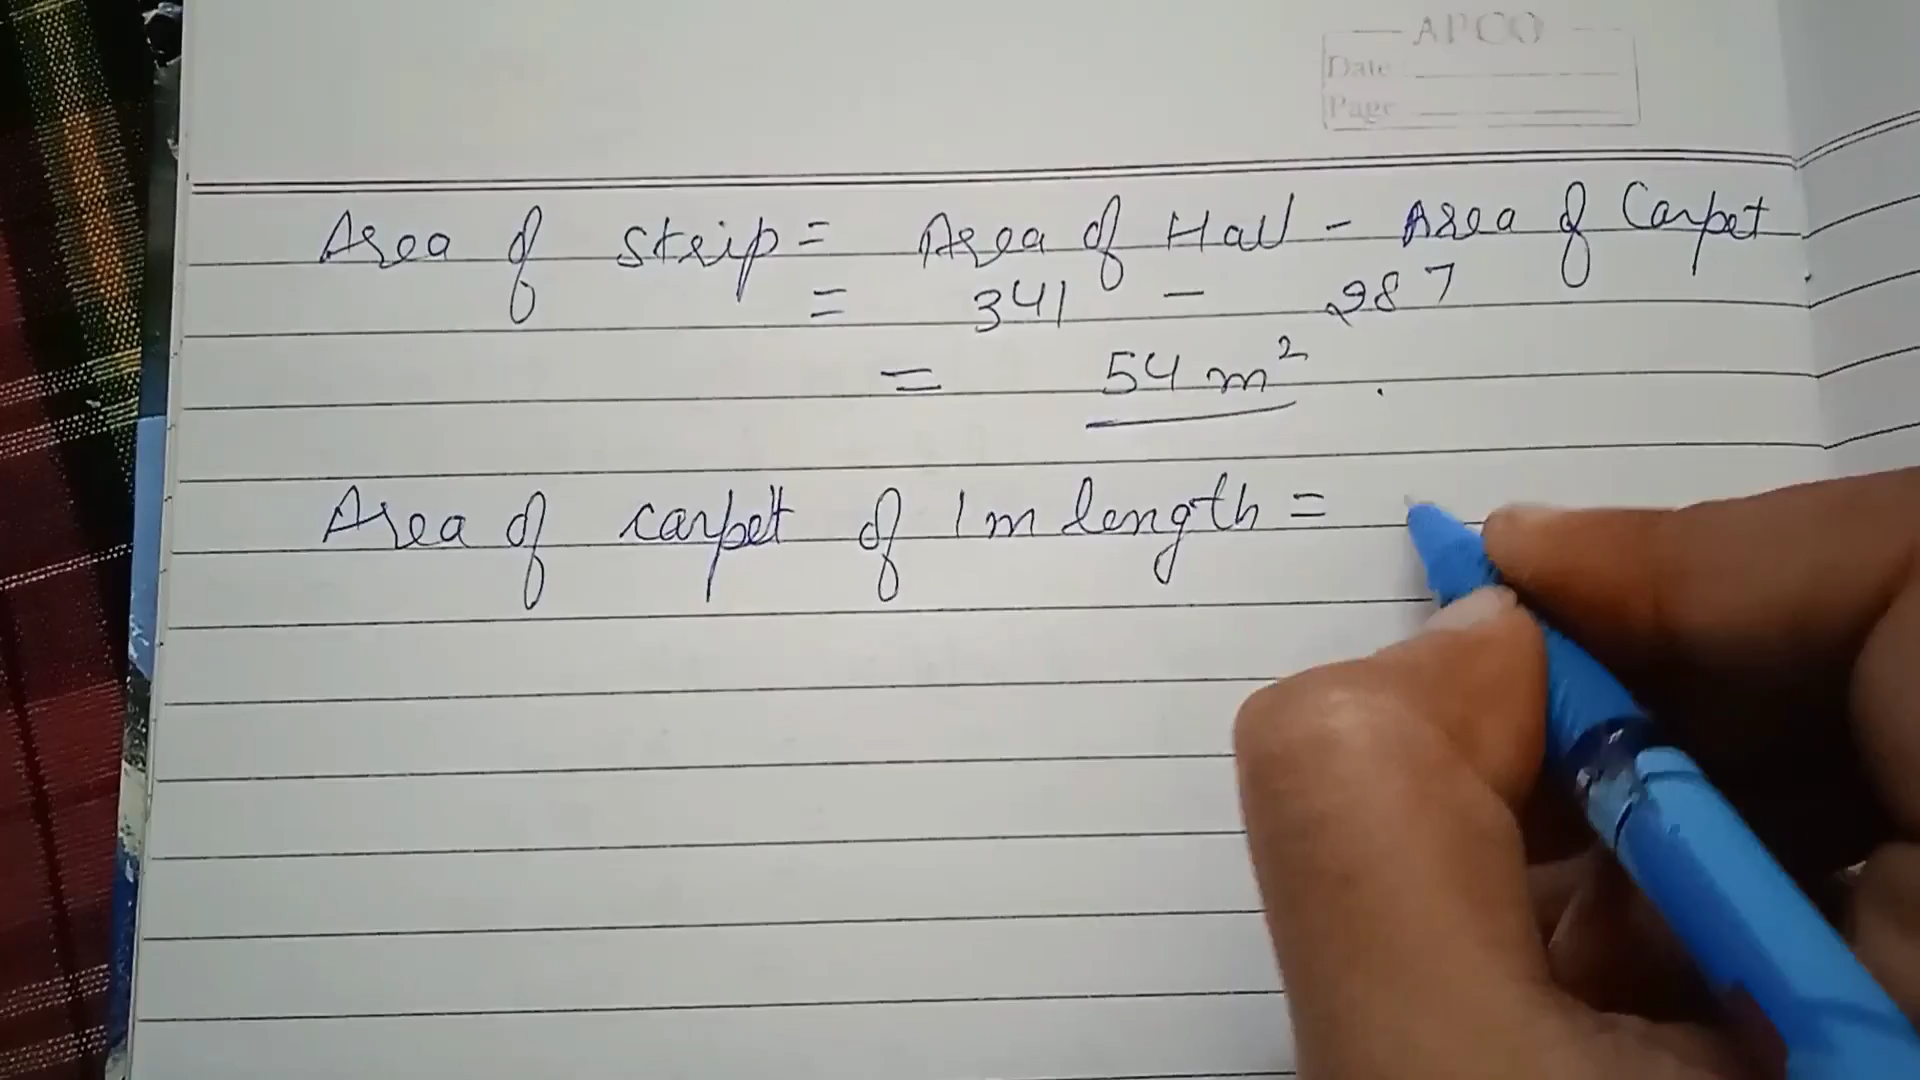 APCO
Date
Page
Area of strip = Area of Hall - Area of Carpet
= 341 - 287
= 54 m²
Area of carpet of 1m length =